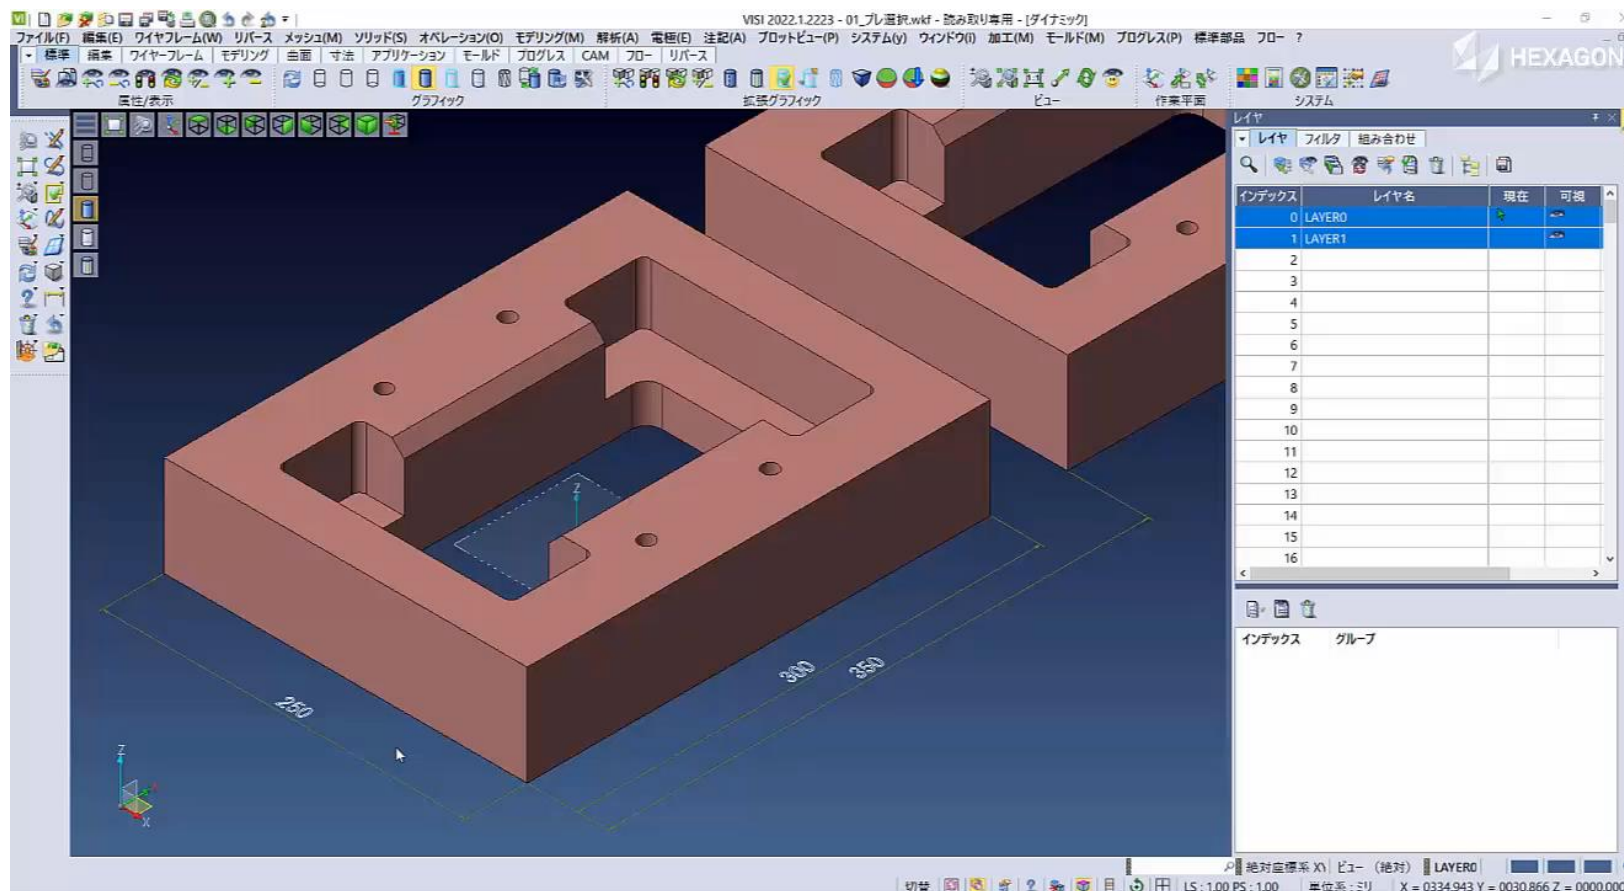 VISI 2022.1.2223 - 01_プレ選択.wkf - 読み取り専用 - [ダイナミック]
ファイル(F) 編集(E) ワイヤフレーム(W) リバース メッシュ(M) ソリッド(S) オペレーション(O) モデリング(M) 解析(A) 電極(E) 注記(A) プロットビュー(P) システム(y) ウィンドウ(i) 加工(M) モールド(M) プログレス(P) 標準部品 フロー ?
標準 編集 ワイヤーフレーム モデリング 曲面 寸法 アプリケーション モールド プログレス CAM フロー リバース
HEXAGON
属性/表示 グラフィック 拡張グラフィック ビュー 作業平面 システム
レイヤ
レイヤ フィルタ 組み合わせ
インデックス レイヤ名 現在 可視
0 LAYER0
1 LAYER1
2
3
4
5
6
7
8
9
10
11
12
13
14
15
16
インデックス グループ
Z
300
350
250
Z
X
絶対座標系 ビュー (絶対) LAYER0
切替 LS : 1.00 PS : 1.00 単位系 : ミリ X = 0334.943 Y = 0030.866 Z = 0000.00